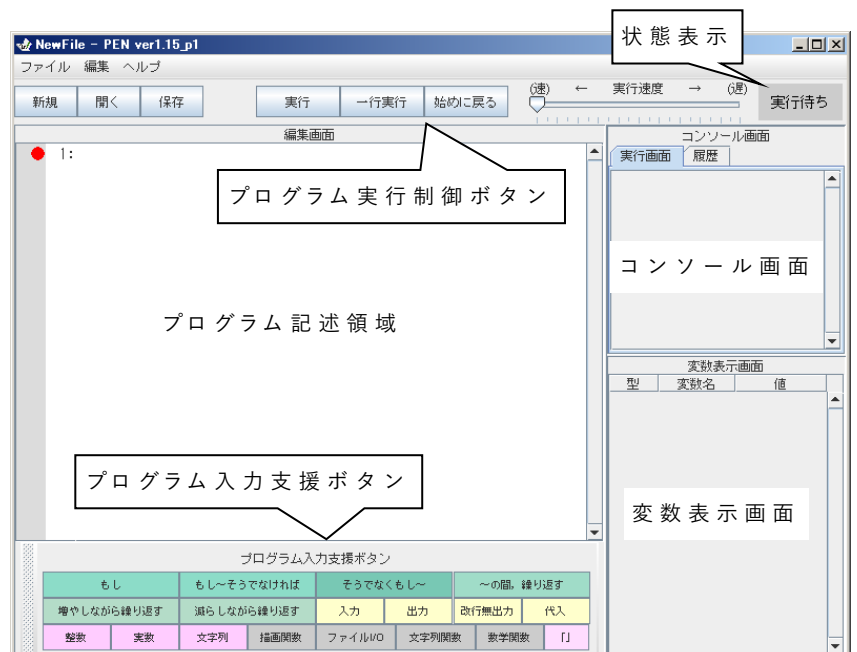 状態表示
NewFile - PEN ver1.15_p1
ファイル 編集 ヘルプ
新規 開く 保存 実行 一行実行 始めに戻る (速) ← 実行速度 → (遅) 実行待ち
編集画面
コンソール画面
1:
実行画面 履歴
プログラム実行制御ボタン
コンソール画面
プログラム記述領域
変数表示画面
型 変数名 値
プログラム入力支援ボタン
変数表示画面
プログラム入力支援ボタン
もし もし～そうでなければ そうでなくもし～ ～の間, 繰り返す
増やしながら繰り返す 減らしながら繰り返す 入力 出力 改行無出力 代入
整数 実数 文字列 描画関数 ファイルI/O 文字列関数 数学関数 「」